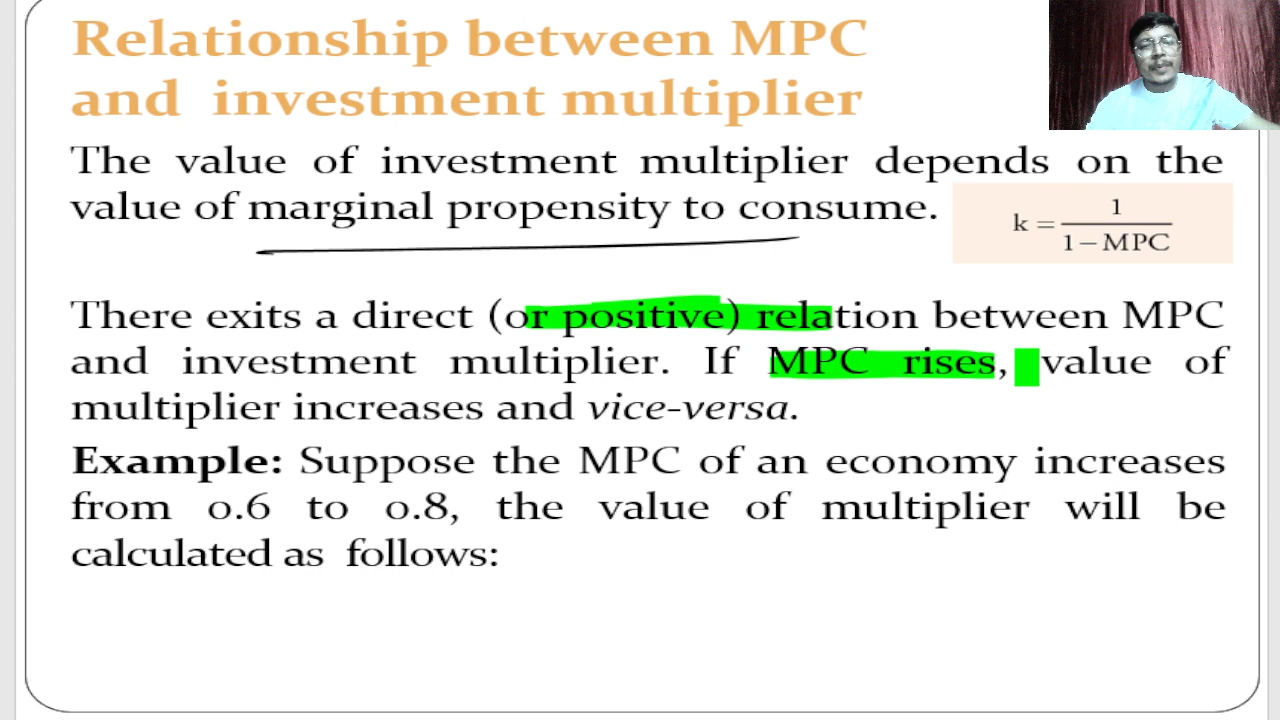 Relationship between MPC
and investment multiplier
The value of investment multiplier depends on the
value of marginal propensity to consume.
k = 1 / 1 – MPC
There exits a direct (or positive) relation between MPC
and investment multiplier. If MPC rises, value of
multiplier increases and vice-versa.
Example: Suppose the MPC of an economy increases
from 0.6 to 0.8, the value of multiplier will be
calculated as follows: